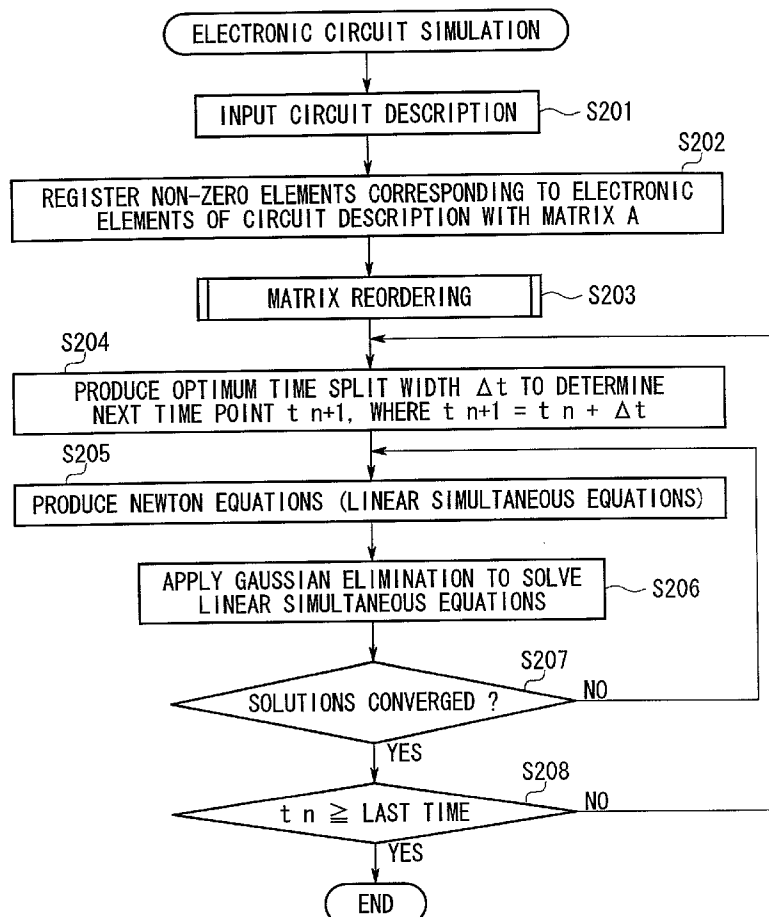 ELECTRONIC CIRCUIT SIMULATION
INPUT CIRCUIT DESCRIPTION
S201
S202
REGISTER NON-ZERO ELEMENTS CORRESPONDING TO ELECTRONIC
ELEMENTS OF CIRCUIT DESCRIPTION WITH MATRIX A
MATRIX REORDERING
S203
S204
PRODUCE OPTIMUM TIME SPLIT WIDTH Δt TO DETERMINE
NEXT TIME POINT t n+1, WHERE t n+1 = t n + Δt
S205
PRODUCE NEWTON EQUATIONS (LINEAR SIMULTANEOUS EQUATIONS)
APPLY GAUSSIAN ELIMINATION TO SOLVE
LINEAR SIMULTANEOUS EQUATIONS
S206
S207
SOLUTIONS CONVERGED ?
NO
YES
S208
t n ≧ LAST TIME
NO
YES
END